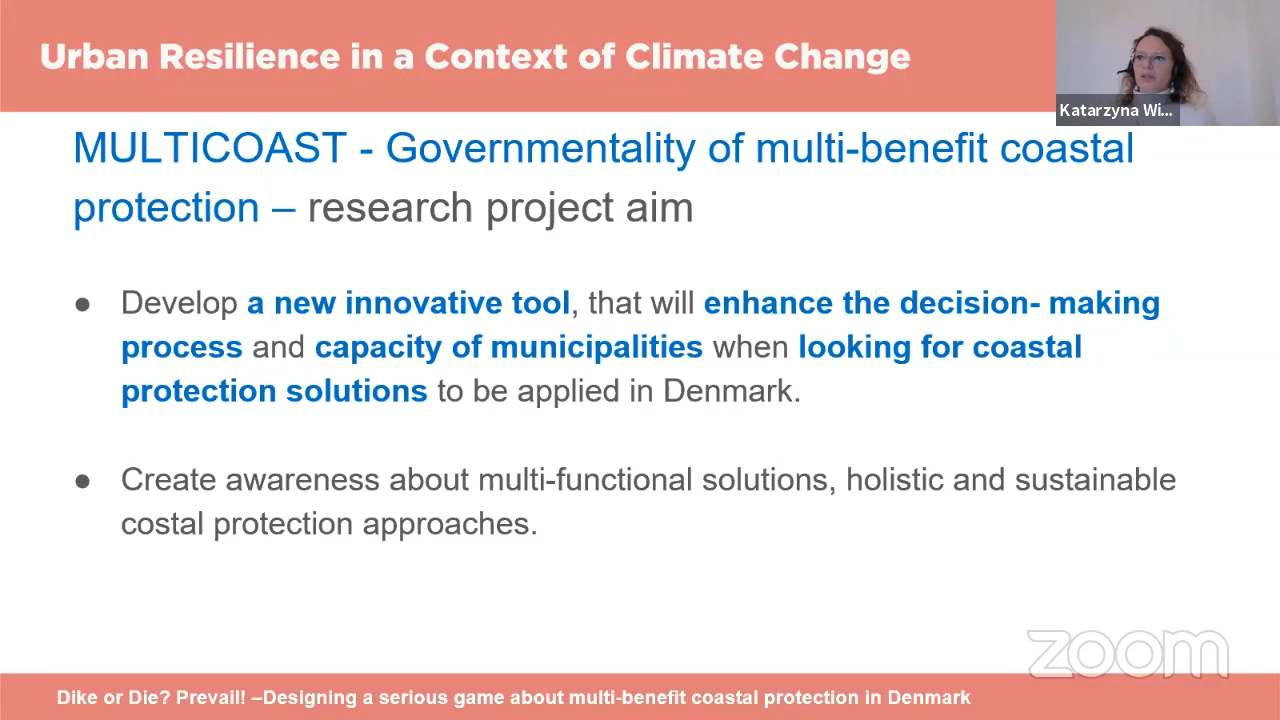 Urban Resilience in a Context of Climate Change
Katarzyna Wi...
MULTICOAST - Governmentality of multi-benefit coastal
protection – research project aim
● Develop a new innovative tool, that will enhance the decision- making
process and capacity of municipalities when looking for coastal
protection solutions to be applied in Denmark.
● Create awareness about multi-functional solutions, holistic and sustainable
costal protection approaches.
zoom
Dike or Die? Prevail! –Designing a serious game about multi-benefit coastal protection in Denmark